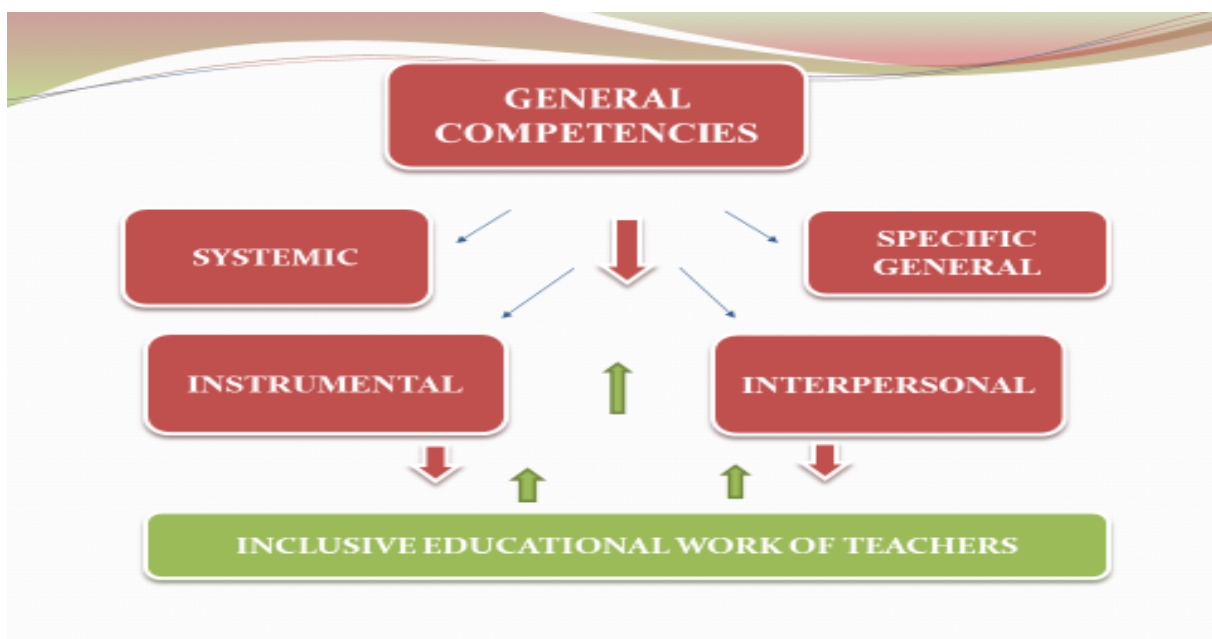 GENERAL
COMPETENCIES
SYSTEMIC
SPECIFIC
GENERAL
INSTRUMENTAL
INTERPERSONAL
INCLUSIVE EDUCATIONAL WORK OF TEACHERS